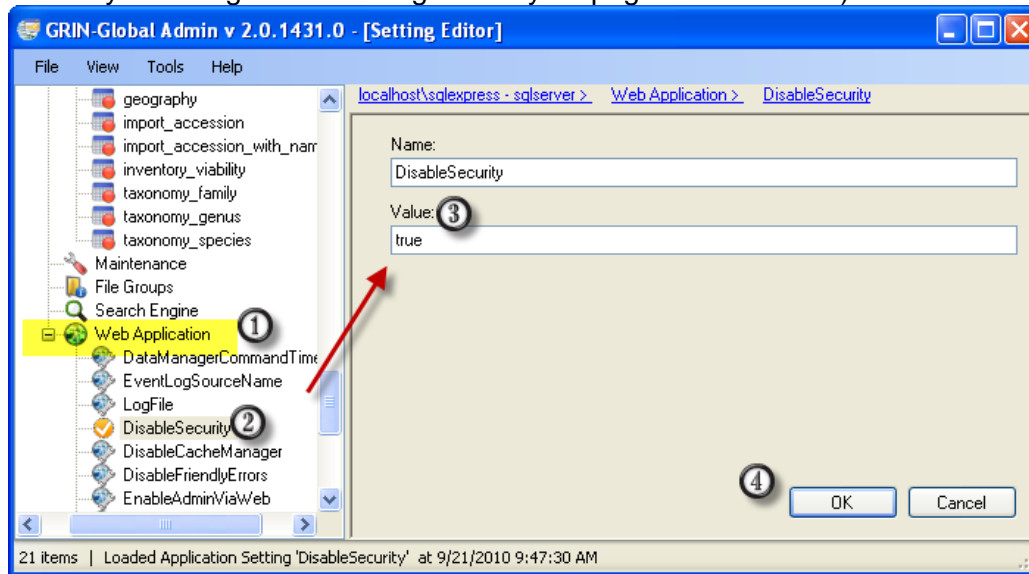 GRIN-Global Admin v 2.0.1431.0 - [Setting Editor]
File View Tools Help
geography
import_accession
import_accession_with_nam
inventory_viability
taxonomy_family
taxonomy_genus
taxonomy_species
Maintenance
File Groups
Search Engine
Web Application
1
DataManagerCommandTime
EventLogSourceName
LogFile
DisableSecurity
2
DisableCacheManager
DisableFriendlyErrors
EnableAdminViaWeb
localhost\sqlexpress - sqlserver > Web Application > DisableSecurity
Name:
DisableSecurity
Value:
3
true
4
OK Cancel
21 items | Loaded Application Setting 'DisableSecurity' at 9/21/2010 9:47:30 AM